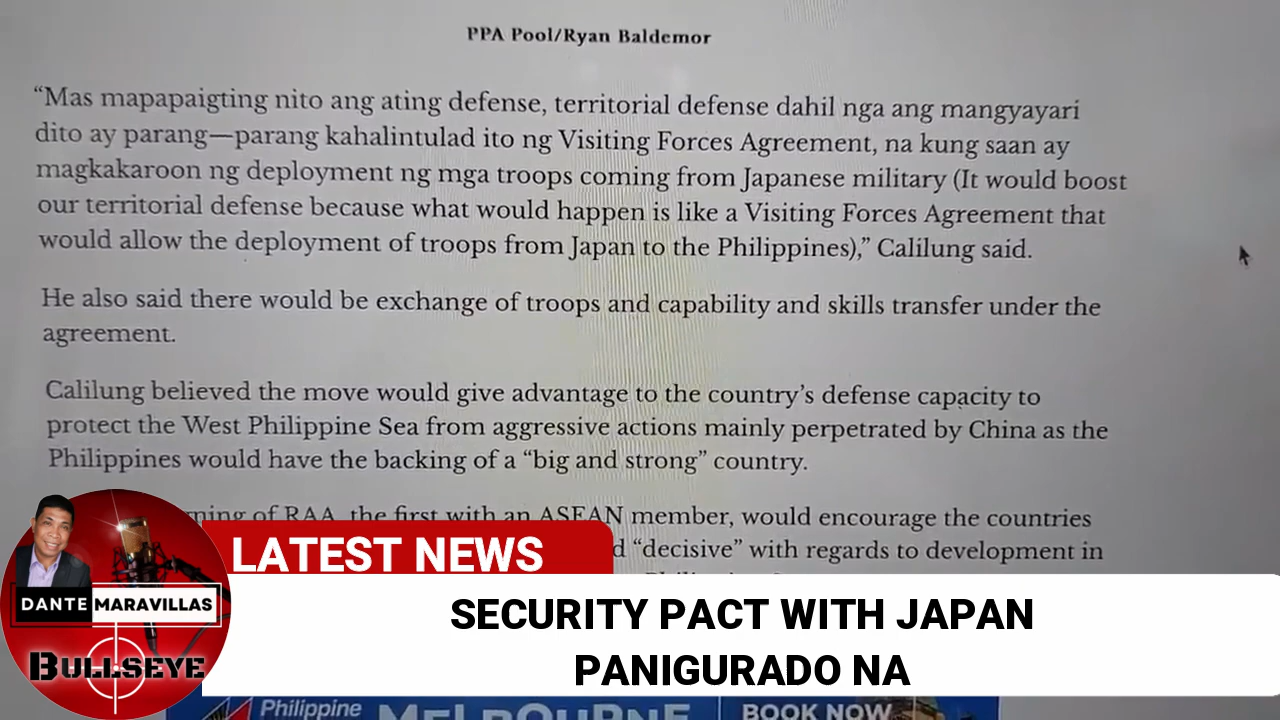 PPA Pool/Ryan Baldemor
“Mas mapapaigting nito ang ating defense, territorial defense dahil nga ang mangyayari
dito ay parang—parang kahalintulad ito ng Visiting Forces Agreement, na kung saan ay
magkakaroon ng deployment ng mga troops coming from Japanese military (It would boost
our territorial defense because what would happen is like a Visiting Forces Agreement that
would allow the deployment of troops from Japan to the Philippines),” Calilung said.
He also said there would be exchange of troops and capability and skills transfer under the
agreement.
Calilung believed the move would give advantage to the country’s defense capacity to
protect the West Philippine Sea from aggressive actions mainly perpetrated by China as the
Philippines would have the backing of a “big and strong” country.
of RAA, the first with an ASEAN member, would encourage the countries
“decisive” with regards to development in
LATEST NEWS
SECURITY PACT WITH JAPAN
PANIGURADO NA
DANTE MARAVILLAS
BULLSEYE
Philippine
MELBOURNE
BOOK NOW